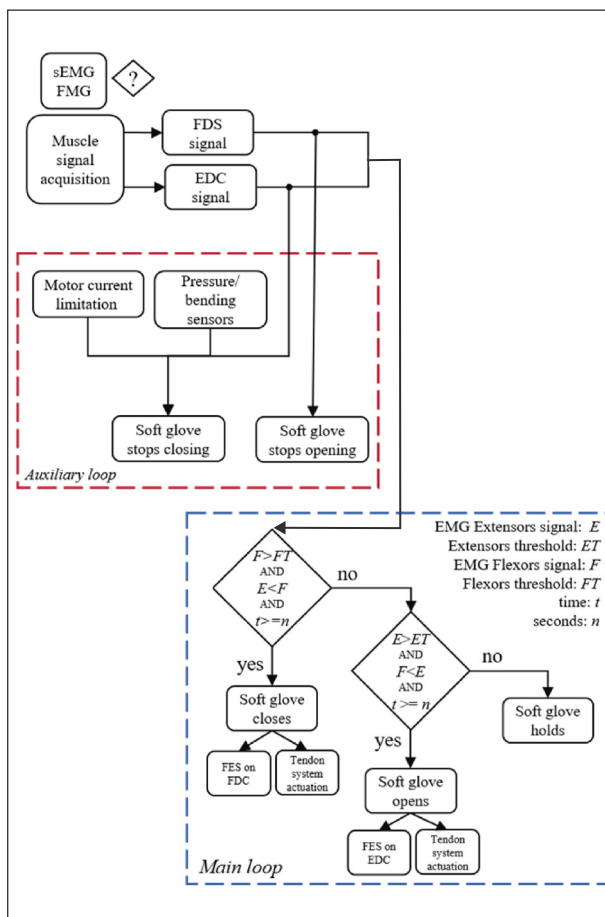 sEMG
FMG
?
Muscle
signal
acquisition
FDS
signal
EDC
signal
Motor current
limitation
Pressure/
bending
sensors
Soft glove
stops closing
Soft glove
stops opening
Auxiliary loop
EMG Extensors signal: E
Extensors threshold: ET
EMG Flexors signal: F
Flexors threshold: FT
time: t
seconds: n
F>FT
AND
E<F
AND
t>=n
no
yes
E>ET
AND
F<E
AND
t >= n
no
yes
Soft glove
closes
FES on
FDC
Tendon
system
actuation
Soft glove
holds
Soft glove
opens
FES on
EDC
Tendon
system
actuation
Main loop